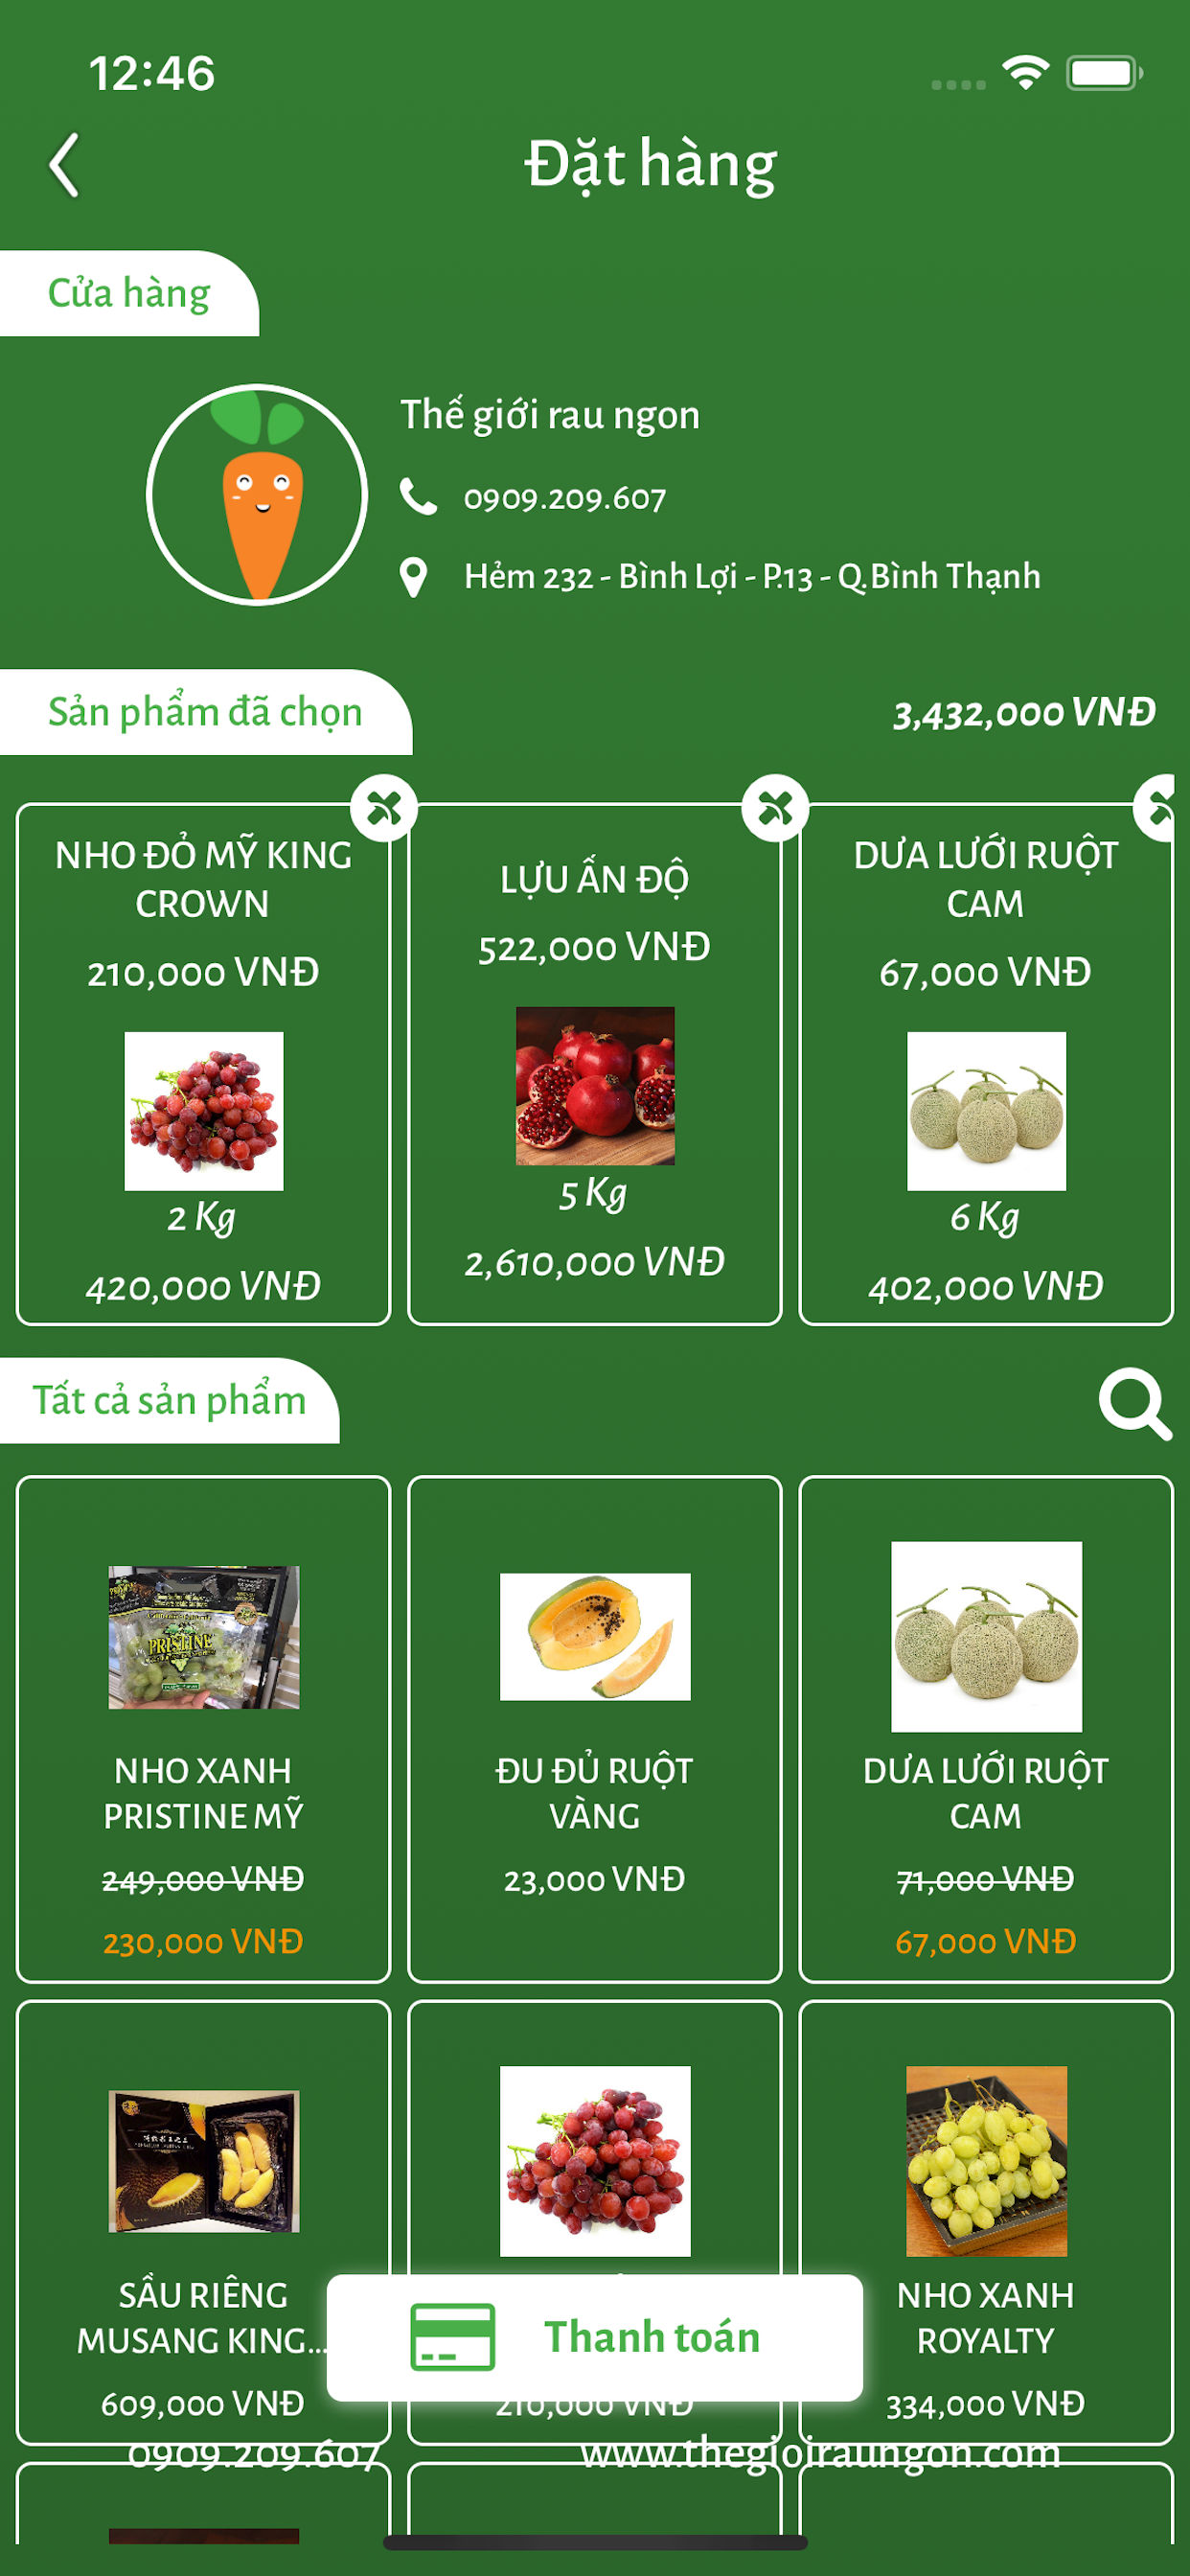 12:46
Đặt hàng
Cửa hàng
Thế giới rau ngon
0909.209.607
Hẻm 232 - Bình Lợi - P.13 - Q.Bình Thạnh
Sản phẩm đã chọn
3,432,000 VNĐ
NHO ĐỎ MỸ KING
CROWN
210,000 VNĐ
2 Kg
420,000 VNĐ
LỰU ẤN ĐỘ
522,000 VNĐ
5 Kg
2,610,000 VNĐ
DƯA LƯỚI RUỘT
CAM
67,000 VNĐ
6 Kg
402,000 VNĐ
Tất cả sản phẩm
PRISTINE
NHO XANH
PRISTINE MỸ
249,000 VNĐ
230,000 VNĐ
ĐU ĐỦ RUỘT
VÀNG
23,000 VNĐ
DƯA LƯỚI RUỘT
CAM
71,000 VNĐ
67,000 VNĐ
SẦU RIÊNG
MUSANG KING...
609,000 VNĐ
Thanh toán
210,000 VNĐ
NHO XANH
ROYALTY
334,000 VNĐ
0909.209.607
www.thegioiraungon.com